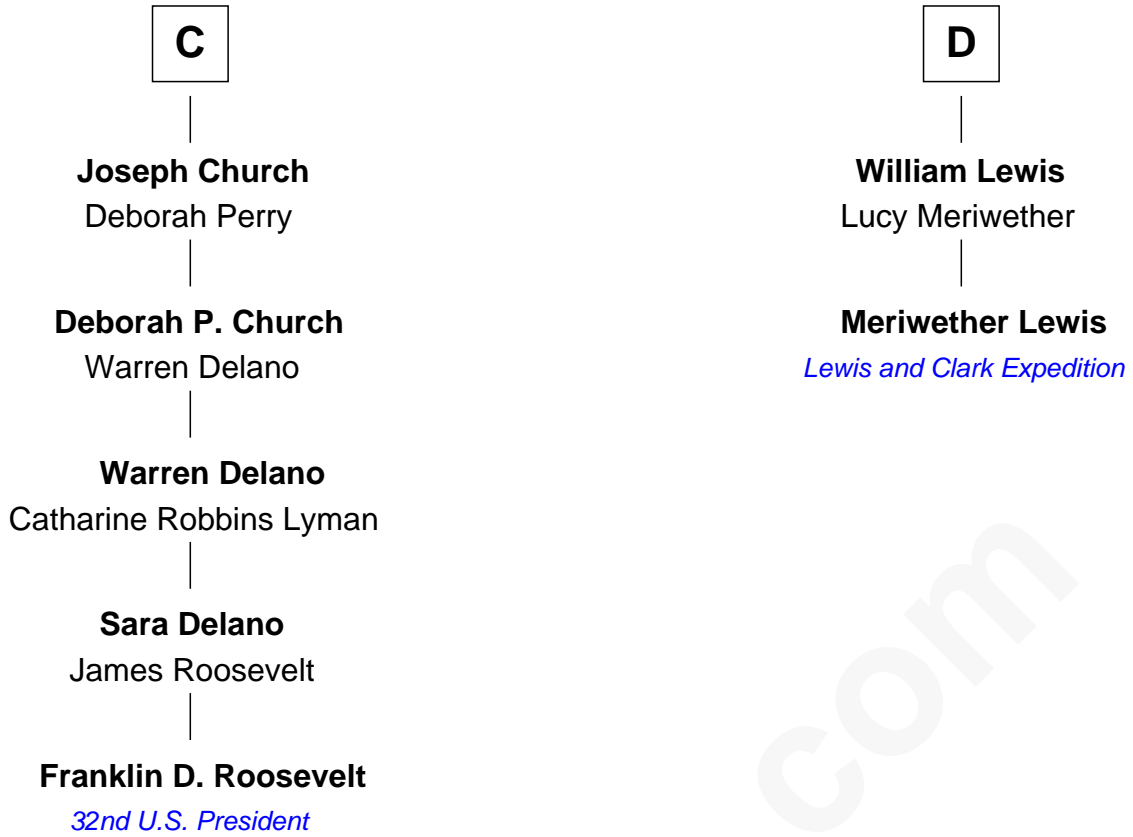 C
Joseph Church
Deborah Perry
Deborah P. Church
Warren Delano
Warren Delano
Catharine Robbins Lyman
Sara Delano
James Roosevelt
Franklin D. Roosevelt
32nd U.S. President
D
William Lewis
Lucy Meriwether
Meriwether Lewis
Lewis and Clark Expedition
com